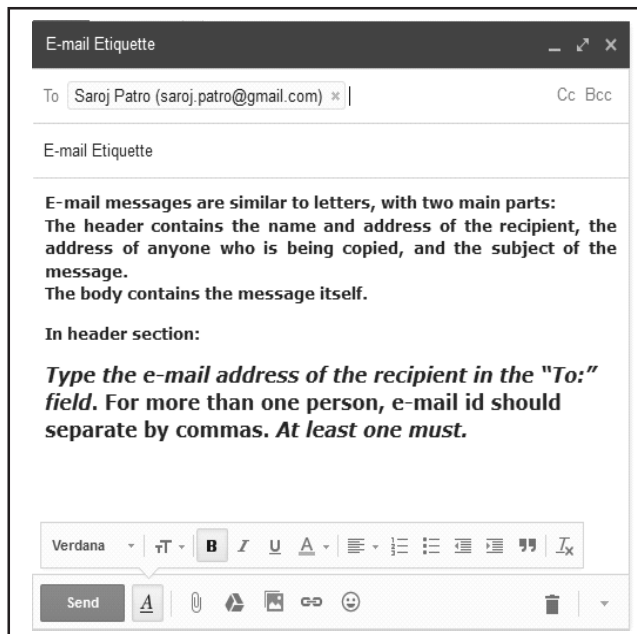 E-mail Etiquette
To Saroj Patro (saroj.patro@gmail.com) × Cc Bcc
E-mail Etiquette
E-mail messages are similar to letters, with two main parts:
The header contains the name and address of the recipient, the
address of anyone who is being copied, and the subject of the
message.
The body contains the message itself.
In header section:
Type the e-mail address of the recipient in the “To:”
field. For more than one person, e-mail id should
separate by commas. At least one must.
Verdana TT B I U A Tx
Send A